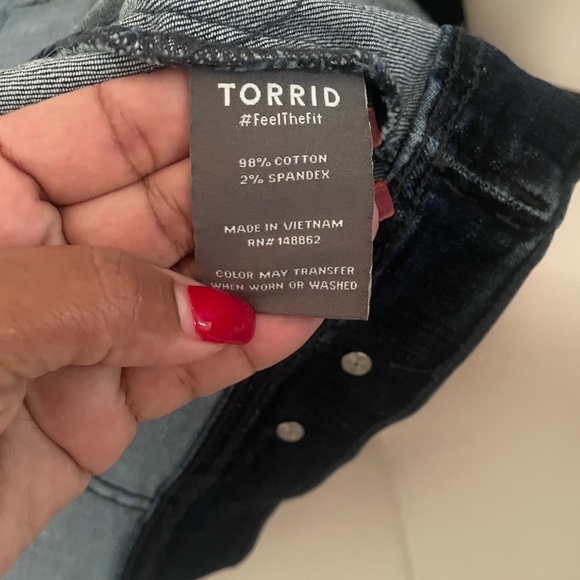 TORRID
#FeelTheFit
98% COTTON
2% SPANDEX
MADE IN VIETNAM
RN# 148862
COLOR MAY TRANSFER
WHEN WORN OR WASHED